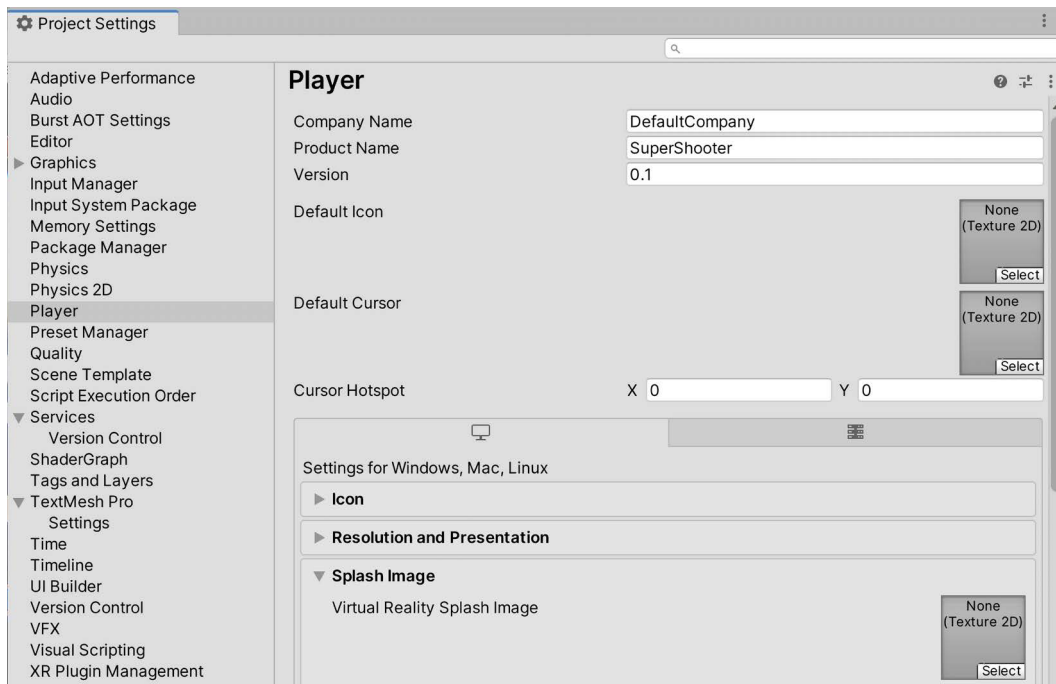 Project Settings
Adaptive Performance
Audio
Burst AOT Settings
Editor
Graphics
Input Manager
Input System Package
Memory Settings
Package Manager
Physics
Physics 2D
Player
Preset Manager
Quality
Scene Template
Script Execution Order
Services
Version Control
ShaderGraph
Tags and Layers
TextMesh Pro
Settings
Time
Timeline
UI Builder
Version Control
VFX
Visual Scripting
XR Plugin Management
Player
Company Name DefaultCompany
Product Name SuperShooter
Version 0.1
Default Icon
None
(Texture 2D)
Select
Default Cursor
None
(Texture 2D)
Select
Cursor Hotspot X 0 Y 0
Settings for Windows, Mac, Linux
Icon
Resolution and Presentation
Splash Image
Virtual Reality Splash Image
None
(Texture 2D)
Select